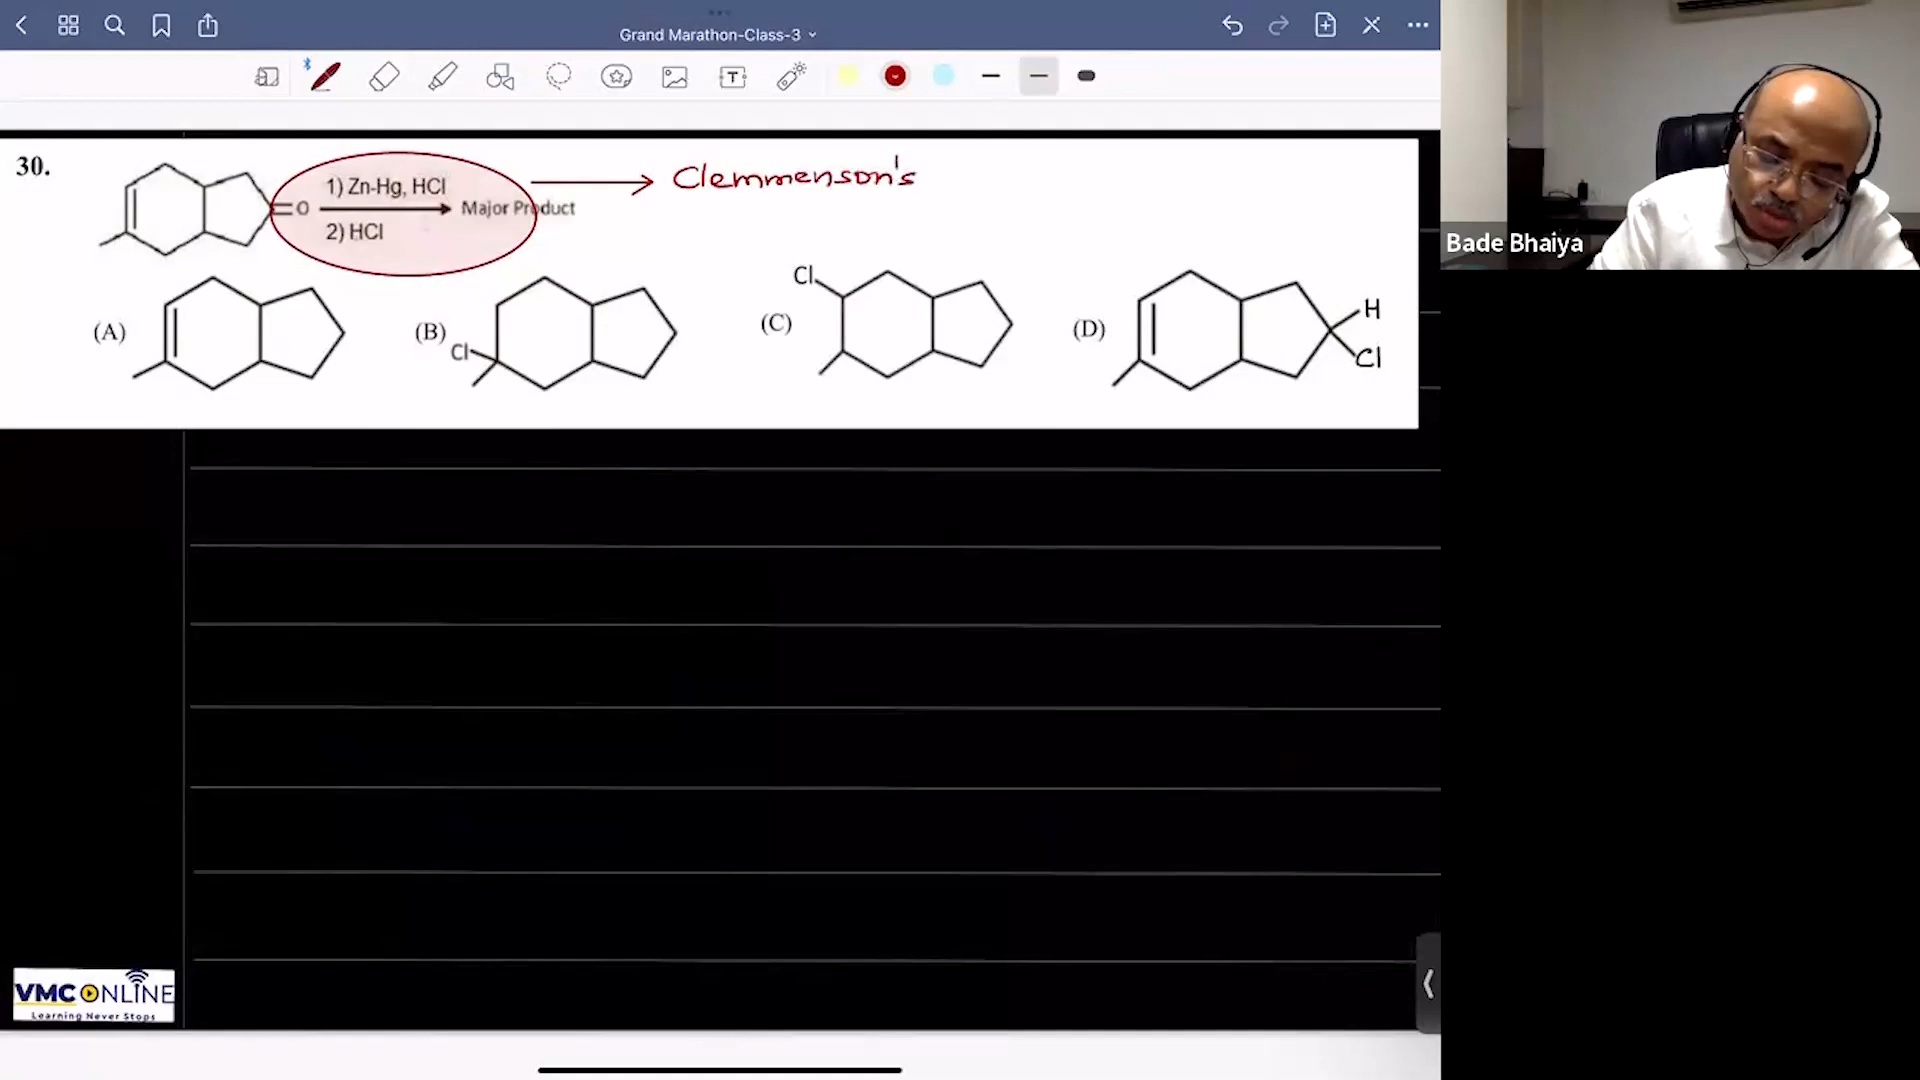 Grand Marathon-Class-3
30.
O
1) Zn-Hg, HCl
2) HCl
Major Product
Clemmenson's
(A)
(B)
Cl
(C)
Cl
(D)
H
Cl
Bade Bhaiya
VMC ONLINE
Learning Never Stops